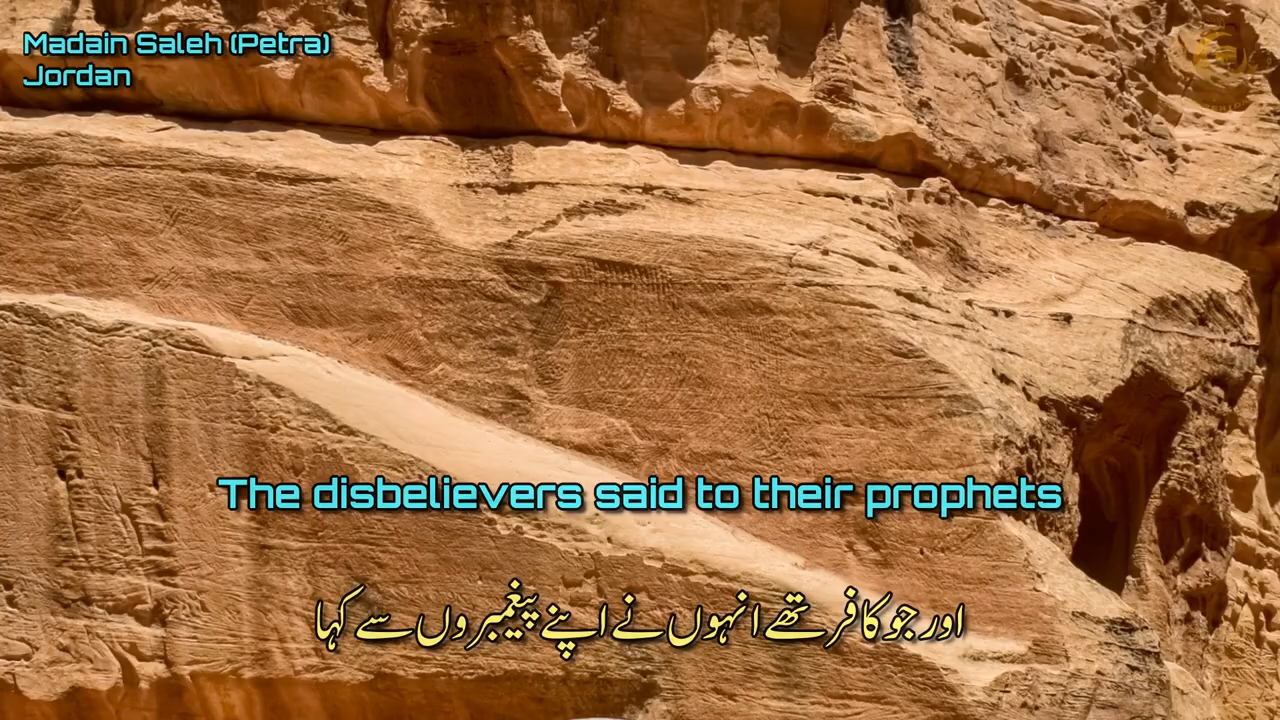 Madain Saleh (Petra)
Jordan
The disbelievers said to their prophets
اور جو کافر تھے انہوں نے اپنے پیغمبروں سے کہا